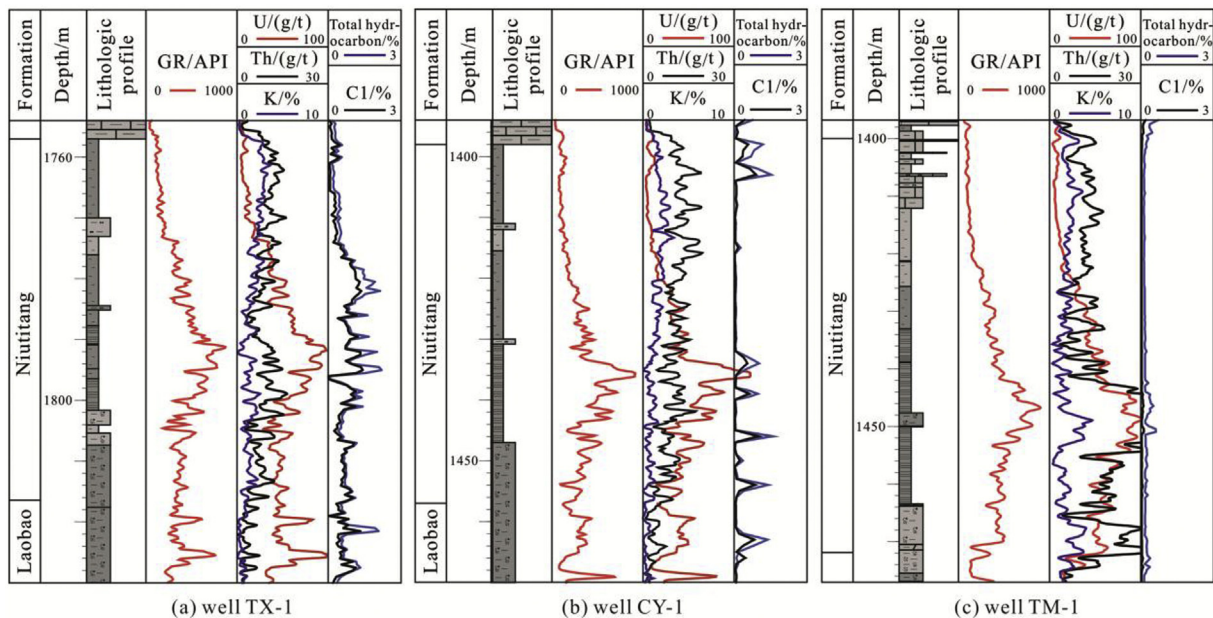 Formation
Depth/m
Lithologic
profile
GR/API
0 1000
U/(g/t)
0 100
Th/(g/t)
0 30
K/%
0 10
Total hydr-
ocarbon/%
0 3
C1/%
0 3
1760
Niutitang
1800
Laobao
(a) well TX-1
Formation
Depth/m
Lithologic
profile
GR/API
0 1000
U/(g/t)
0 100
Th/(g/t)
0 30
K/%
0 10
Total hydr-
ocarbon/%
0 3
C1/%
0 3
1400
Niutitang
1450
Laobao
(b) well CY-1
Formation
Depth/m
Lithologic
profile
GR/API
0 1000
U/(g/t)
0 100
Th/(g/t)
0 30
K/%
0 10
Total hydr-
ocarbon/%
0 3
C1/%
0 3
1400
Niutitang
1450
(c) well TM-1